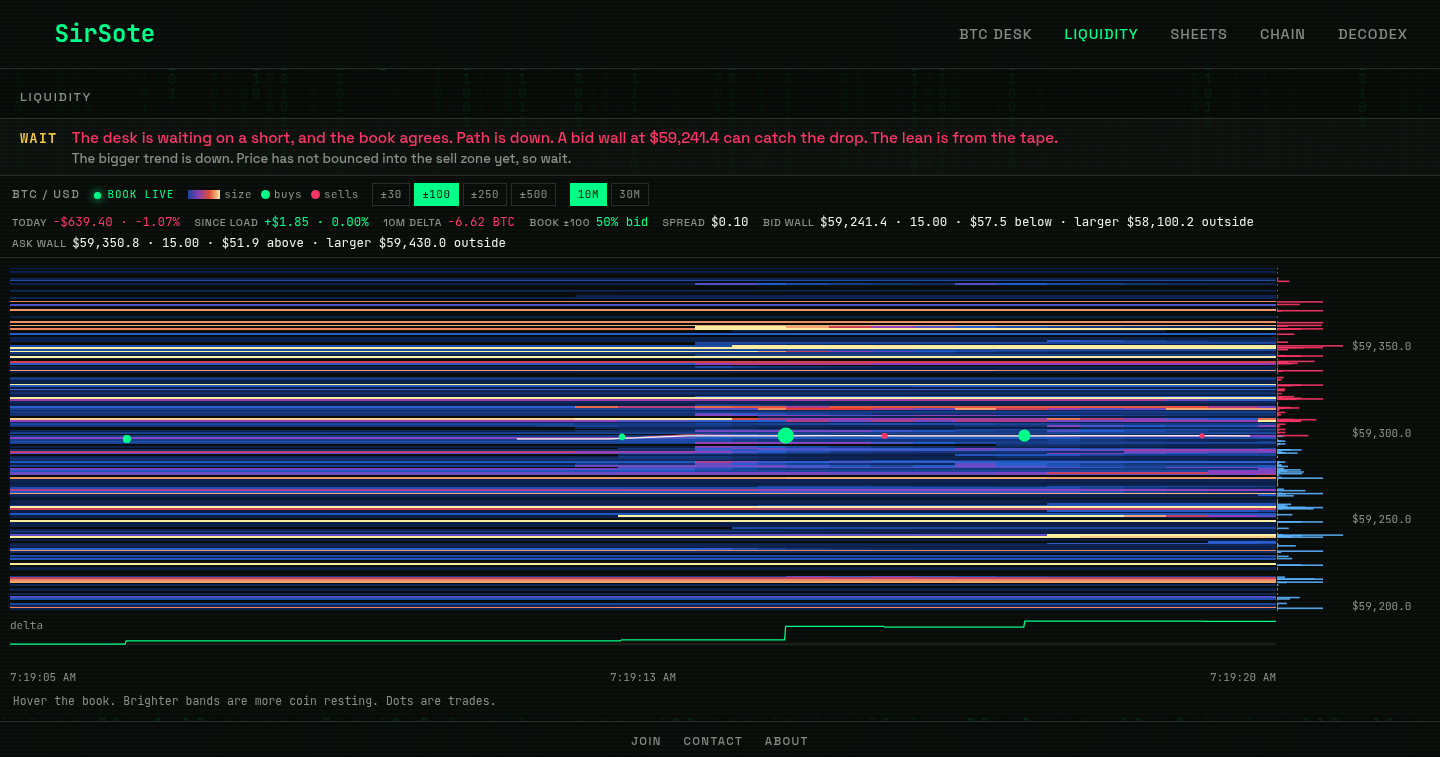 SirSote
BTC DESK LIQUIDITY SHEETS CHAIN DECODEX
LIQUIDITY
WAIT The desk is waiting on a short, and the book agrees. Path is down. A bid wall at $59,241.4 can catch the drop. The lean is from the tape.
The bigger trend is down. Price has not bounced into the sell zone yet, so wait.
BTC / USD BOOK LIVE size buys sells ±30 ±100 ±250 ±500 10M 30M
TODAY -$639.40 · -1.07% SINCE LOAD +$1.85 · 0.00% 10M DELTA -6.62 BTC BOOK ±100 50% bid SPREAD $0.10 BID WALL $59,241.4 · 15.00 · $57.5 below · larger $58,100.2 outside
ASK WALL $59,350.8 · 15.00 · $51.9 above · larger $59,430.0 outside
$59,350.0
$59,300.0
$59,250.0
$59,200.0
delta
7:19:05 AM 7:19:13 AM 7:19:20 AM
Hover the book. Brighter bands are more coin resting. Dots are trades.
JOIN CONTACT ABOUT